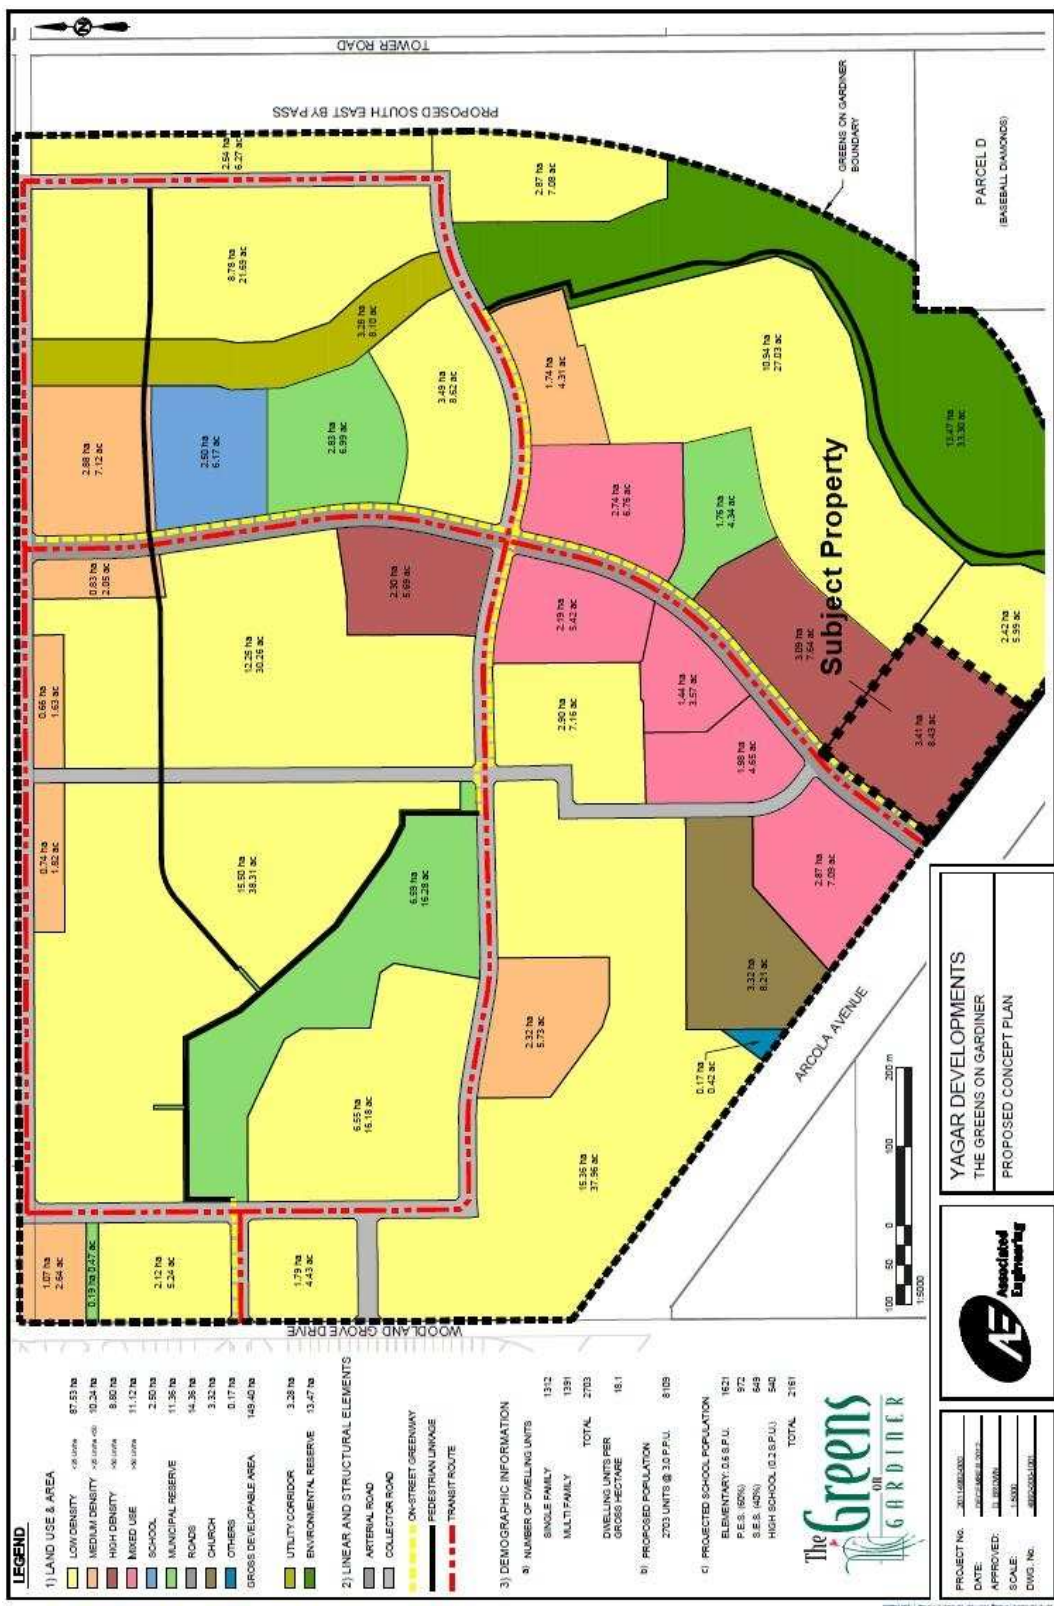 LEGEND
1) LAND USE & AREA
LOW DENSITY <25 Units 87.53 ha
MEDIUM DENSITY >25 Units <50 10.24 ha
HIGH DENSITY >50 Units 8.80 ha
MIXED USE >50 Units 11.12 ha
SCHOOL 2.50 ha
MUNICIPAL RESERVE 11.36 ha
ROADS 14.36 ha
CHURCH 3.32 ha
OTHERS 0.17 ha
GROSS DEVELOPABLE AREA 149.40 ha
UTILITY CORRIDOR 3.28 ha
ENVIRONMENTAL RESERVE 13.47 ha
2) LINEAR AND STRUCTURAL ELEMENTS
ARTERIAL ROAD
COLLECTOR ROAD
ON-STREET GREENWAY
PEDESTRIAN LINKAGE
TRANSIT ROUTE
3) DEMOGRAPHIC INFORMATION
a) NUMBER OF DWELLING UNITS
SINGLE FAMILY 1312
MULTI FAMILY 1391
TOTAL 2703
DWELLING UNITS PER
GROSS HECTARE 18.1
b) PROPOSED POPULATION
2703 UNITS @ 3.0 P.P.U. 8109
c) PROJECTED SCHOOL POPULATION
ELEMENTARY: 0.6 S.P.U. 1621
P.E.S. (60%) 972
S.E.S. (40%) 649
HIGH SCHOOL (0.2 S.P.U.) 540
TOTAL 2161
The Greens
ON
GARDINER
N
WOODLAND GROVE DRIVE
TOWER ROAD
PROPOSED SOUTH EAST BY PASS
GREENS ON GARDINER
BOUNDARY
PARCEL D
(BASEBALL DIAMONDS)
ARCOLA AVENUE
Subject Property
1.07 ha
2.64 ac
0.19 ha 0.47 ac
2.12 ha
5.24 ac
1.79 ha
4.43 ac
0.74 ha
1.82 ac
0.66 ha
1.63 ac
0.83 ha
2.05 ac
2.88 ha
7.12 ac
2.50 ha
6.17 ac
2.83 ha
6.99 ac
3.28 ha
8.10 ac
8.78 ha
21.69 ac
2.54 ha
6.27 ac
2.87 ha
7.08 ac
3.49 ha
8.62 ac
12.25 ha
30.26 ac
2.30 ha
5.69 ac
15.50 ha
38.31 ac
6.59 ha
16.28 ac
6.55 ha
16.18 ac
2.32 ha
5.73 ac
15.36 ha
37.96 ac
0.17 ha
0.42 ac
3.32 ha
8.21 ac
2.87 ha
7.09 ac
1.44 ha
3.57 ac
2.90 ha
7.16 ac
2.19 ha
5.42 ac
2.74 ha
6.76 ac
1.74 ha
4.31 ac
1.76 ha
4.34 ac
3.09 ha
7.64 ac
3.41 ha
8.43 ac
2.42 ha
5.99 ac
10.94 ha
27.03 ac
13.47 ha
33.30 ac
100 50 0 100 200 m
1:5000
Associated
Engineering
YAGAR DEVELOPMENTS
THE GREENS ON GARDINER
PROPOSED CONCEPT PLAN
PROJECT No.
DATE: DECEMBER 2012
APPROVED: D. BROWN
SCALE: 1:5000
DWG. No.